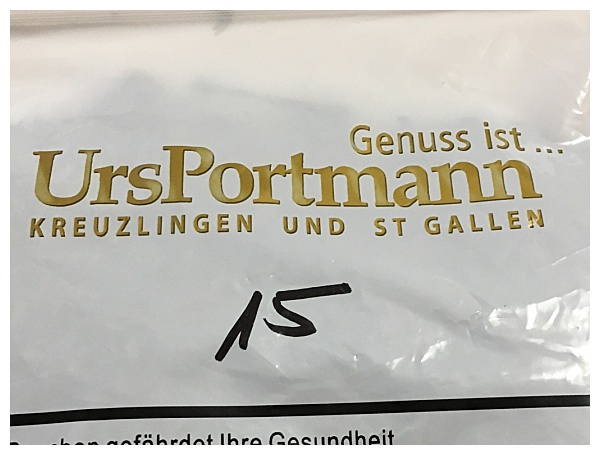 Genuss ist ...
UrsPortmann
KREUZLINGEN UND ST GALLEN
15
gefährdet Ihre Gesundheit